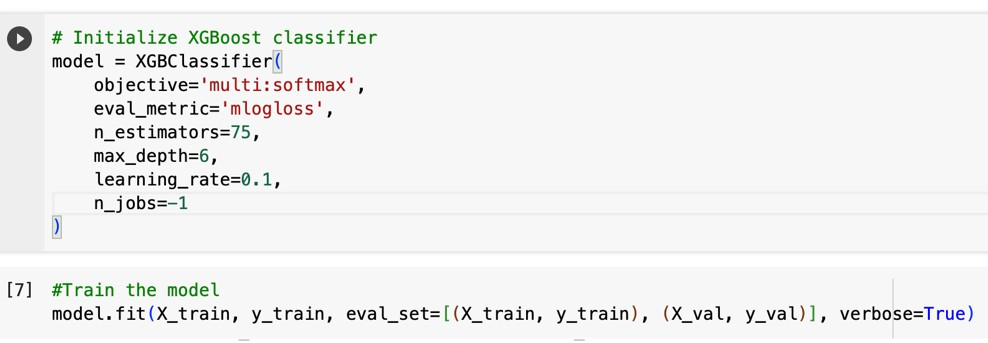 # Initialize XGBoost classifier
model = XGBClassifier(
    objective='multi:softmax',
    eval_metric='mlogloss',
    n_estimators=75,
    max_depth=6,
    learning_rate=0.1,
    n_jobs=-1
)
[7] #Train the model
model.fit(X_train, y_train, eval_set=[(X_train, y_train), (X_val, y_val)], verbose=True)